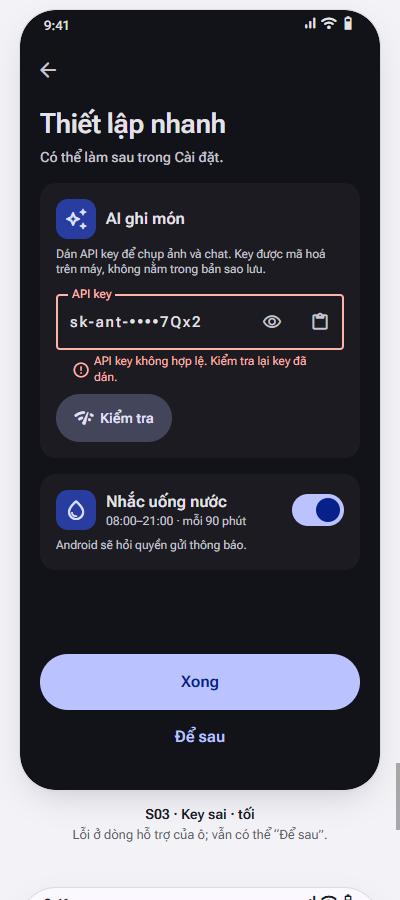 9:41
Thiết lập nhanh
Có thể làm sau trong Cài đặt.
AI ghi món
Dán API key để chụp ảnh và chat. Key được mã hoá
trên máy, không nằm trong bản sao lưu.
API key
sk-ant-••••7Qx2
API key không hợp lệ. Kiểm tra lại key đã
dán.
Kiểm tra
Nhắc uống nước
08:00–21:00 · mỗi 90 phút
Android sẽ hỏi quyền gửi thông báo.
Xong
Để sau
S03 · Key sai · tối
Lỗi ở dòng hỗ trợ của ô; vẫn có thể “Để sau”.